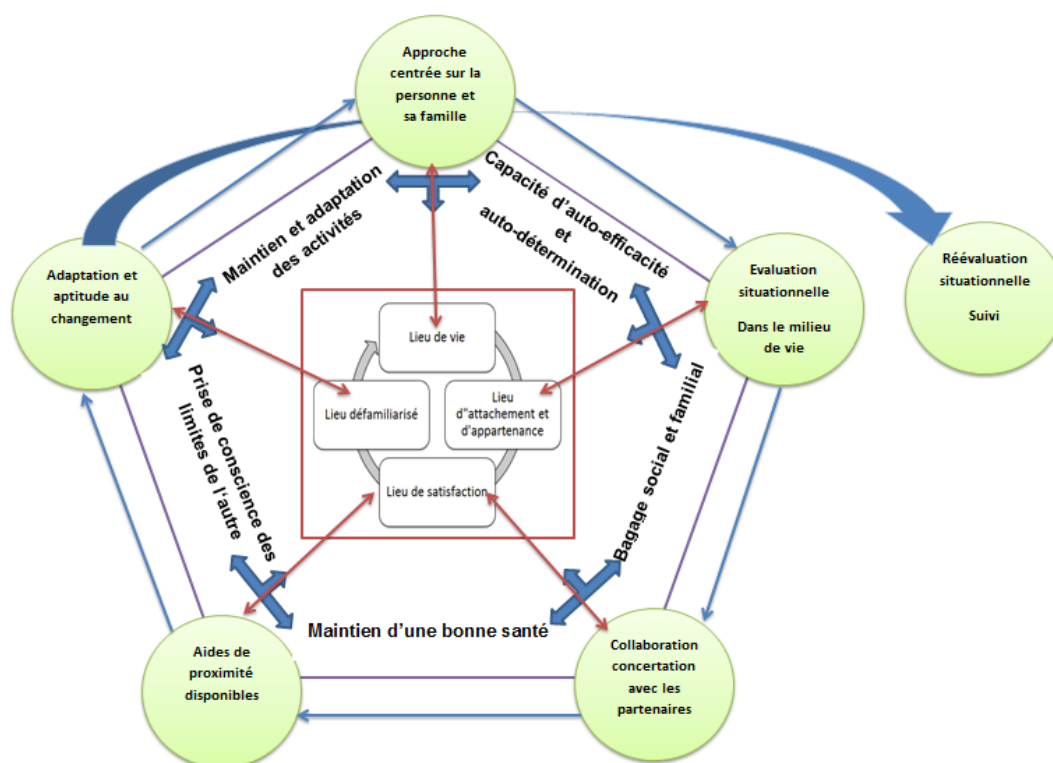 Approche
centrée sur la
personne et
sa famille
Capacité d'auto-efficacité
et
auto-détermination
Maintien et adaptation
des activités
Adaptation et
aptitude au
changement
Evaluation
situationnelle
Dans le milieu
de vie
Réévaluation
situationnelle
Suivi
Lieu de vie
Lieu défamiliarisé
Lieu
d"attachement et
d'appartenance
Lieu de satisfaction
Prise de conscience des
limites de l'autre
Bagage social et familial
Maintien d'une bonne santé
Aides de
proximité
disponibles
Collaboration
concertation
avec les
partenaires